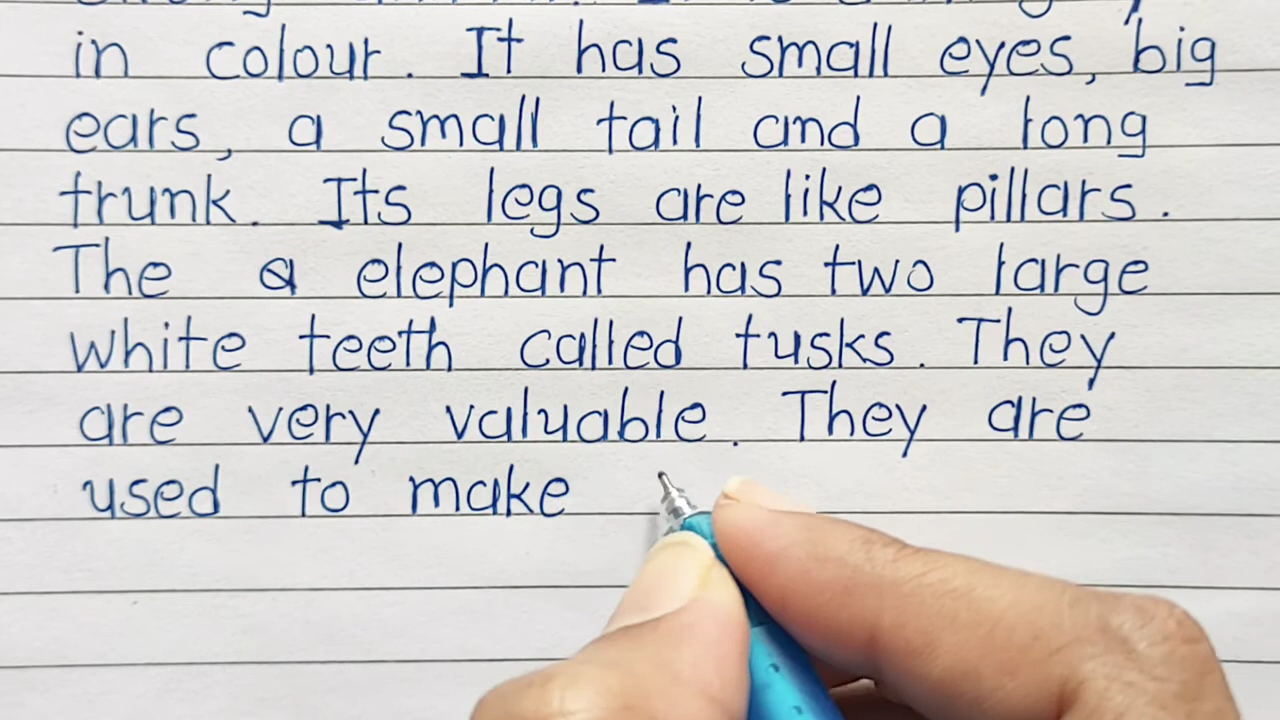 in colour. It has small eyes, big
ears, a small tail and a long
trunk. Its legs are like pillars.
The a elephant has two large
white teeth called tusks. They
are very valuable. They are
used to make